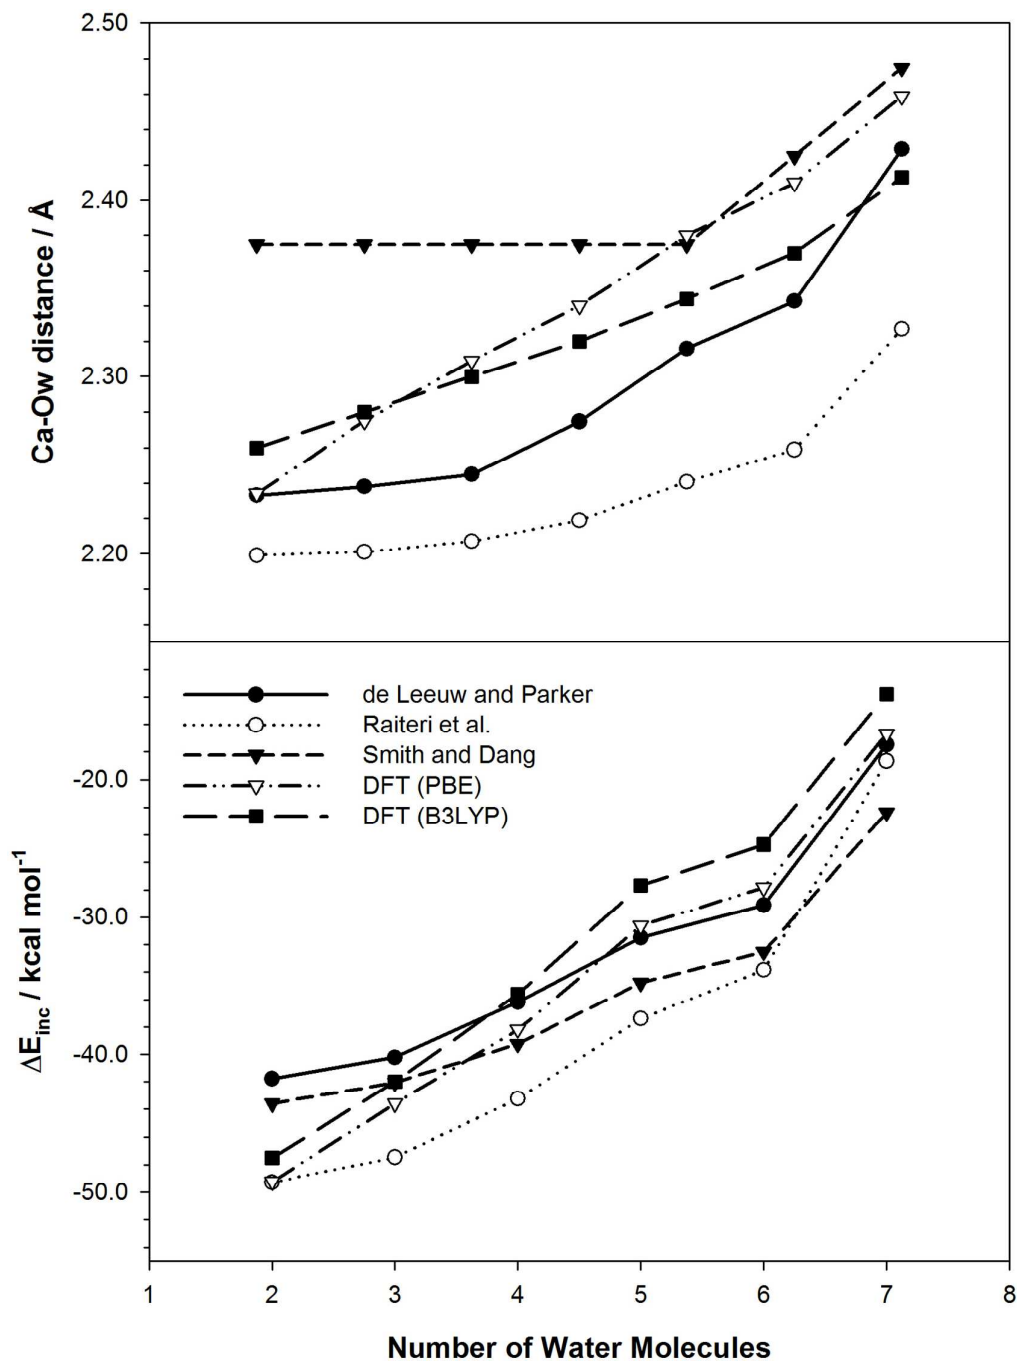 2.50
2.40
2.30
2.20
Ca-Ow distance / Å
de Leeuw and Parker
Raiteri et al.
Smith and Dang
DFT (PBE)
DFT (B3LYP)
-20.0
-30.0
-40.0
-50.0
ΔE_inc / kcal mol⁻¹
1 2 3 4 5 6 7 8
Number of Water Molecules